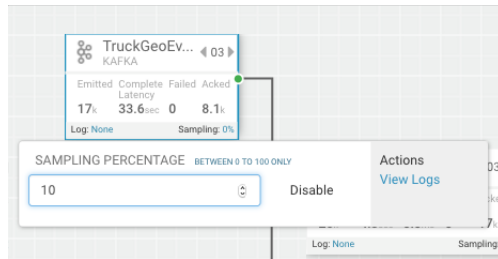 TruckGeoEv...
03
KAFKA
Emitted Complete Latency Failed Acked
17k 33.6sec 0 8.1k
Log: None Sampling: 0%
SAMPLING PERCENTAGE BETWEEN 0 TO 100 ONLY
10
Disable
Actions
View Logs
03
Log: None Sampling